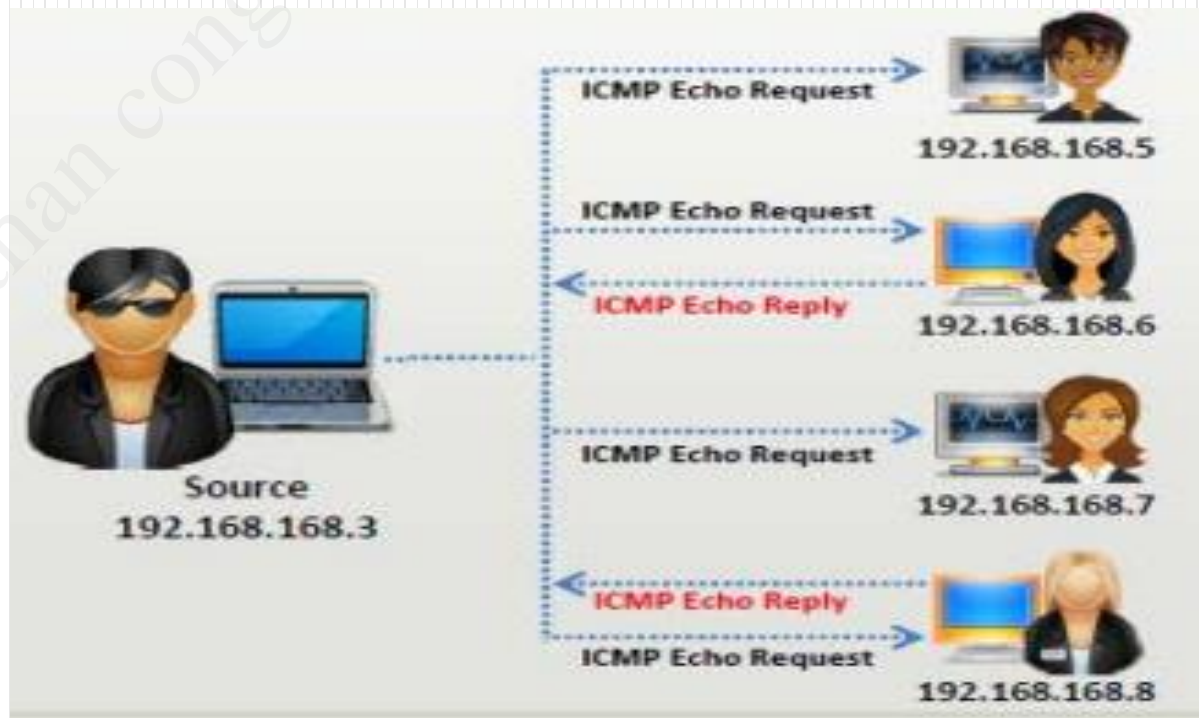 ICMP Echo Request
192.168.168.5
ICMP Echo Request
ICMP Echo Reply
192.168.168.6
Source
192.168.168.3
ICMP Echo Request
192.168.168.7
ICMP Echo Reply
ICMP Echo Request
192.168.168.8